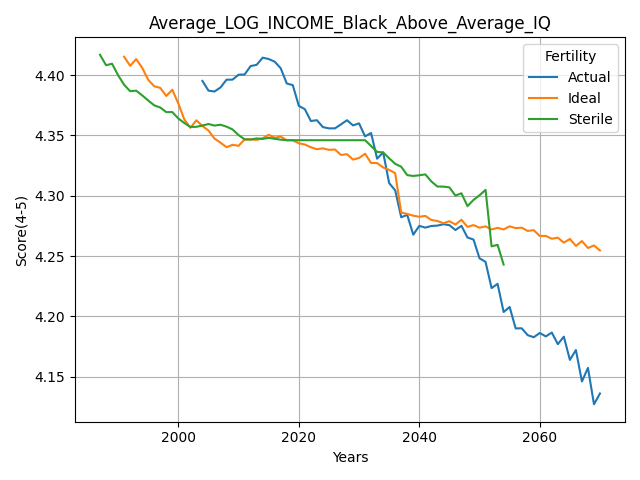 Average_LOG_INCOME_Black_Above_Average_IQ
Fertility
Actual
Ideal
Sterile
Score(4-5)
4.40
4.35
4.30
4.25
4.20
4.15
2000
2020
2040
2060
Years